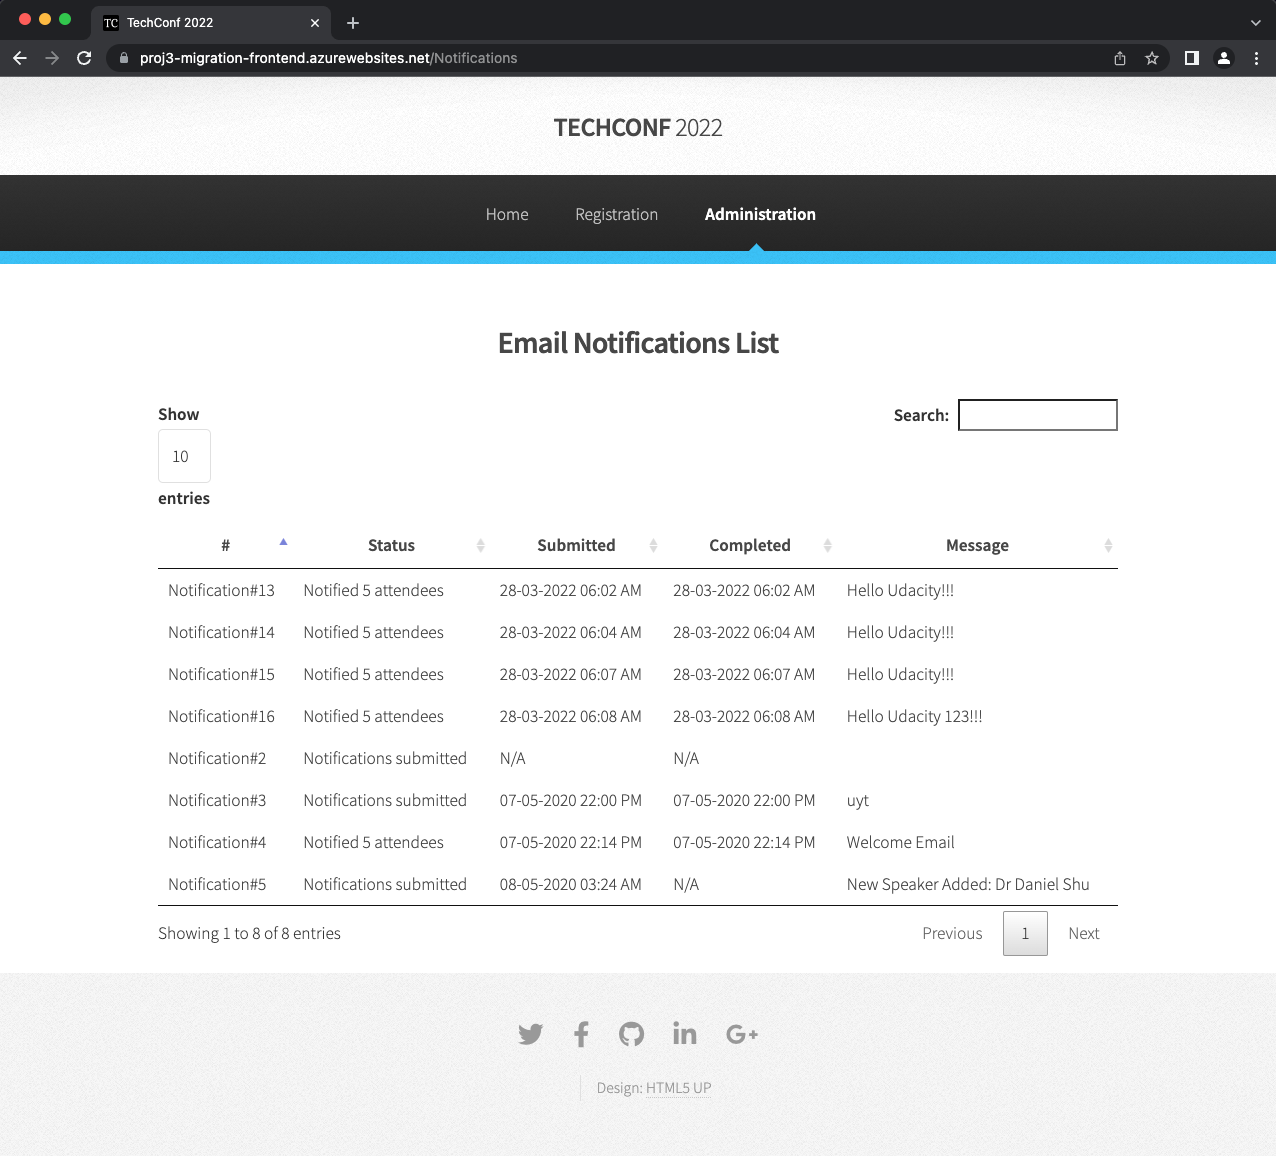 TC TechConf 2022
proj3-migration-frontend.azurewebsites.net/Notifications
TECHCONF 2022
Home Registration Administration
Email Notifications List
Show
Search:
10
entries
# Status Submitted Completed Message
Notification#13 Notified 5 attendees 28-03-2022 06:02 AM 28-03-2022 06:02 AM Hello Udacity!!!
Notification#14 Notified 5 attendees 28-03-2022 06:04 AM 28-03-2022 06:04 AM Hello Udacity!!!
Notification#15 Notified 5 attendees 28-03-2022 06:07 AM 28-03-2022 06:07 AM Hello Udacity!!!
Notification#16 Notified 5 attendees 28-03-2022 06:08 AM 28-03-2022 06:08 AM Hello Udacity 123!!!
Notification#2 Notifications submitted N/A N/A
Notification#3 Notifications submitted 07-05-2020 22:00 PM 07-05-2020 22:00 PM uyt
Notification#4 Notified 5 attendees 07-05-2020 22:14 PM 07-05-2020 22:14 PM Welcome Email
Notification#5 Notifications submitted 08-05-2020 03:24 AM N/A New Speaker Added: Dr Daniel Shu
Showing 1 to 8 of 8 entries Previous 1 Next
Design: HTML5 UP